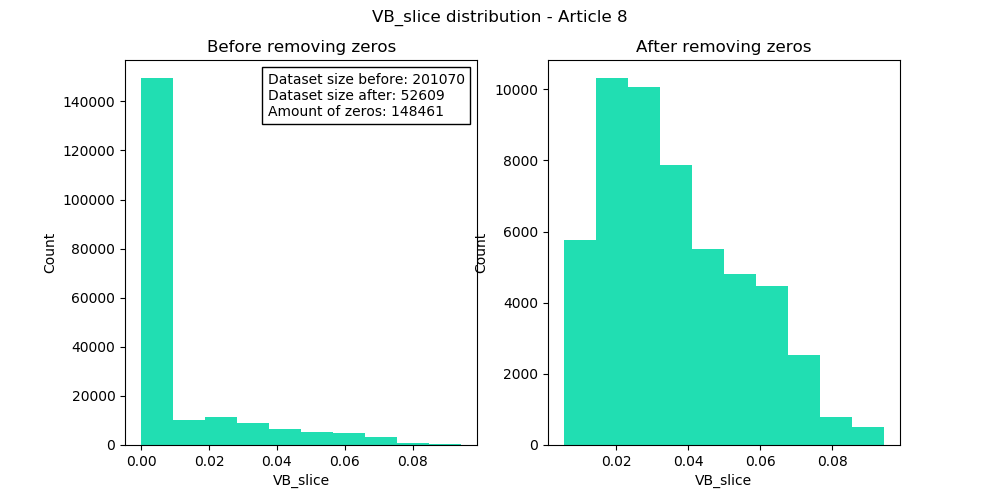 VB_slice distribution - Article 8
Before removing zeros
Dataset size before: 201070
Dataset size after: 52609
Amount of zeros: 148461
140000
120000
100000
80000
60000
40000
20000
0
Count
0.00 0.02 0.04 0.06 0.08
VB_slice
After removing zeros
10000
8000
6000
4000
2000
0
Count
0.02 0.04 0.06 0.08
VB_slice